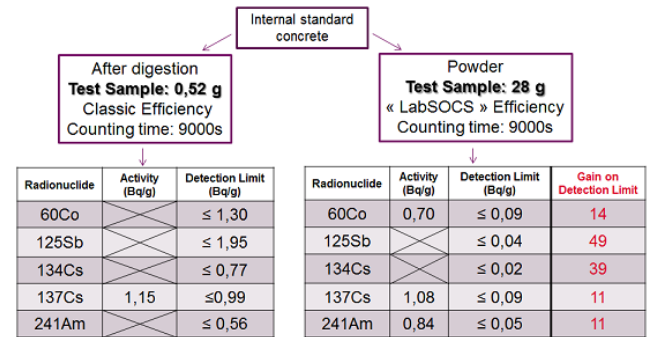 Internal standard
concrete
After digestion
Test Sample: 0,52 g
Classic Efficiency
Counting time: 9000s
Powder
Test Sample: 28 g
« LabSOCS » Efficiency
Counting time: 9000s
Radionuclide Activity (Bq/g) Detection Limit (Bq/g)
60Co ≤ 1,30
125Sb ≤ 1,95
134Cs ≤ 0,77
137Cs 1,15 ≤0,99
241Am ≤ 0,56
Radionuclide Activity (Bq/g) Detection Limit (Bq/g) Gain on Detection Limit
60Co 0,70 ≤ 0,09 14
125Sb ≤ 0,04 49
134Cs ≤ 0,02 39
137Cs 1,08 ≤ 0,09 11
241Am 0,84 ≤ 0,05 11